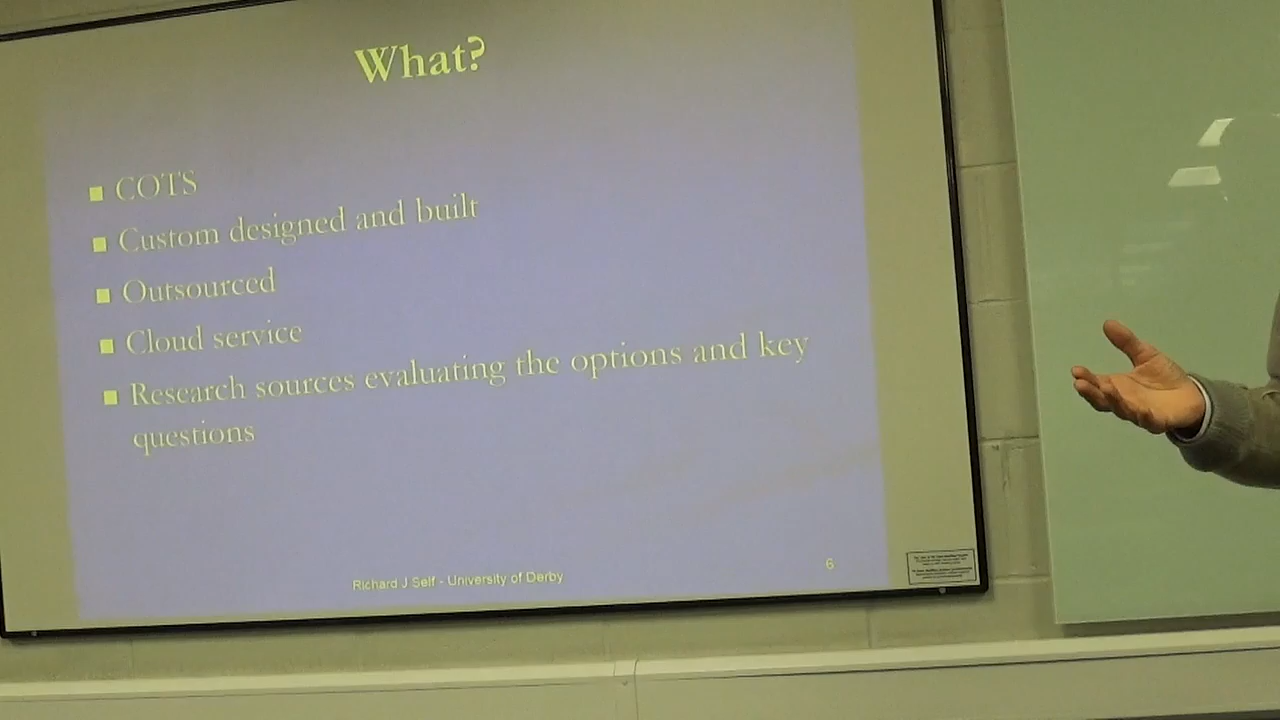 What?
COTS
Custom designed and built
Outsourced
Cloud service
Research sources evaluating the options and key
questions
Richard J Self - University of Derby
6